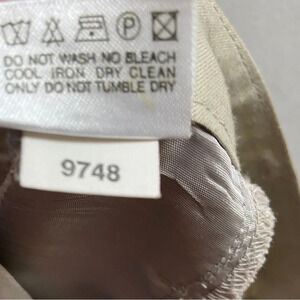 DO NOT WASH NO BLEACH
COOL IRON DRY CLEAN
ONLY DO NOT TUMBLE DRY
9748